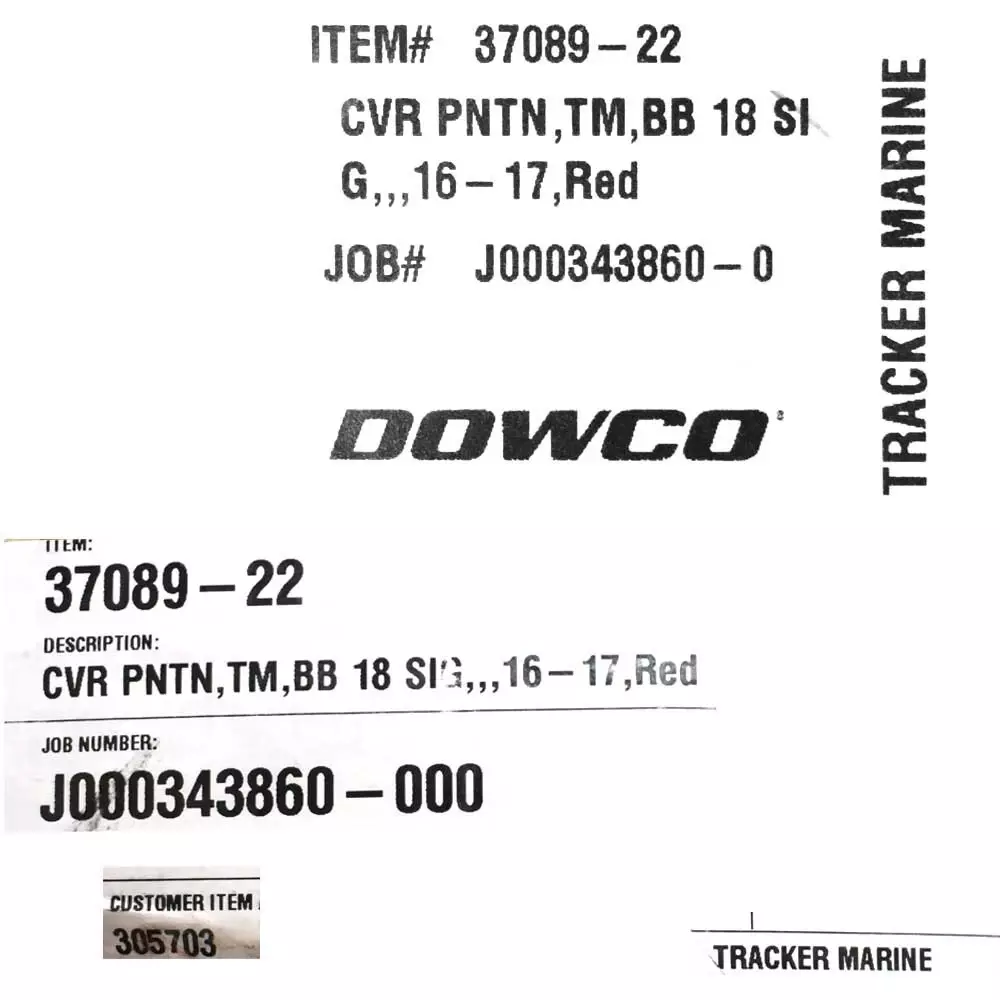 ITEM# 37089-22
CVR PNTN,TM,BB 18 SI
G,,,16-17,Red
JOB# J000343860-0
DOWCO
TRACKER MARINE
ITEM:
37089-22
DESCRIPTION:
CVR PNTN,TM,BB 18 SIG,,,16-17,Red
JOB NUMBER:
J000343860-000
CUSTOMER ITEM
305703
TRACKER MARINE